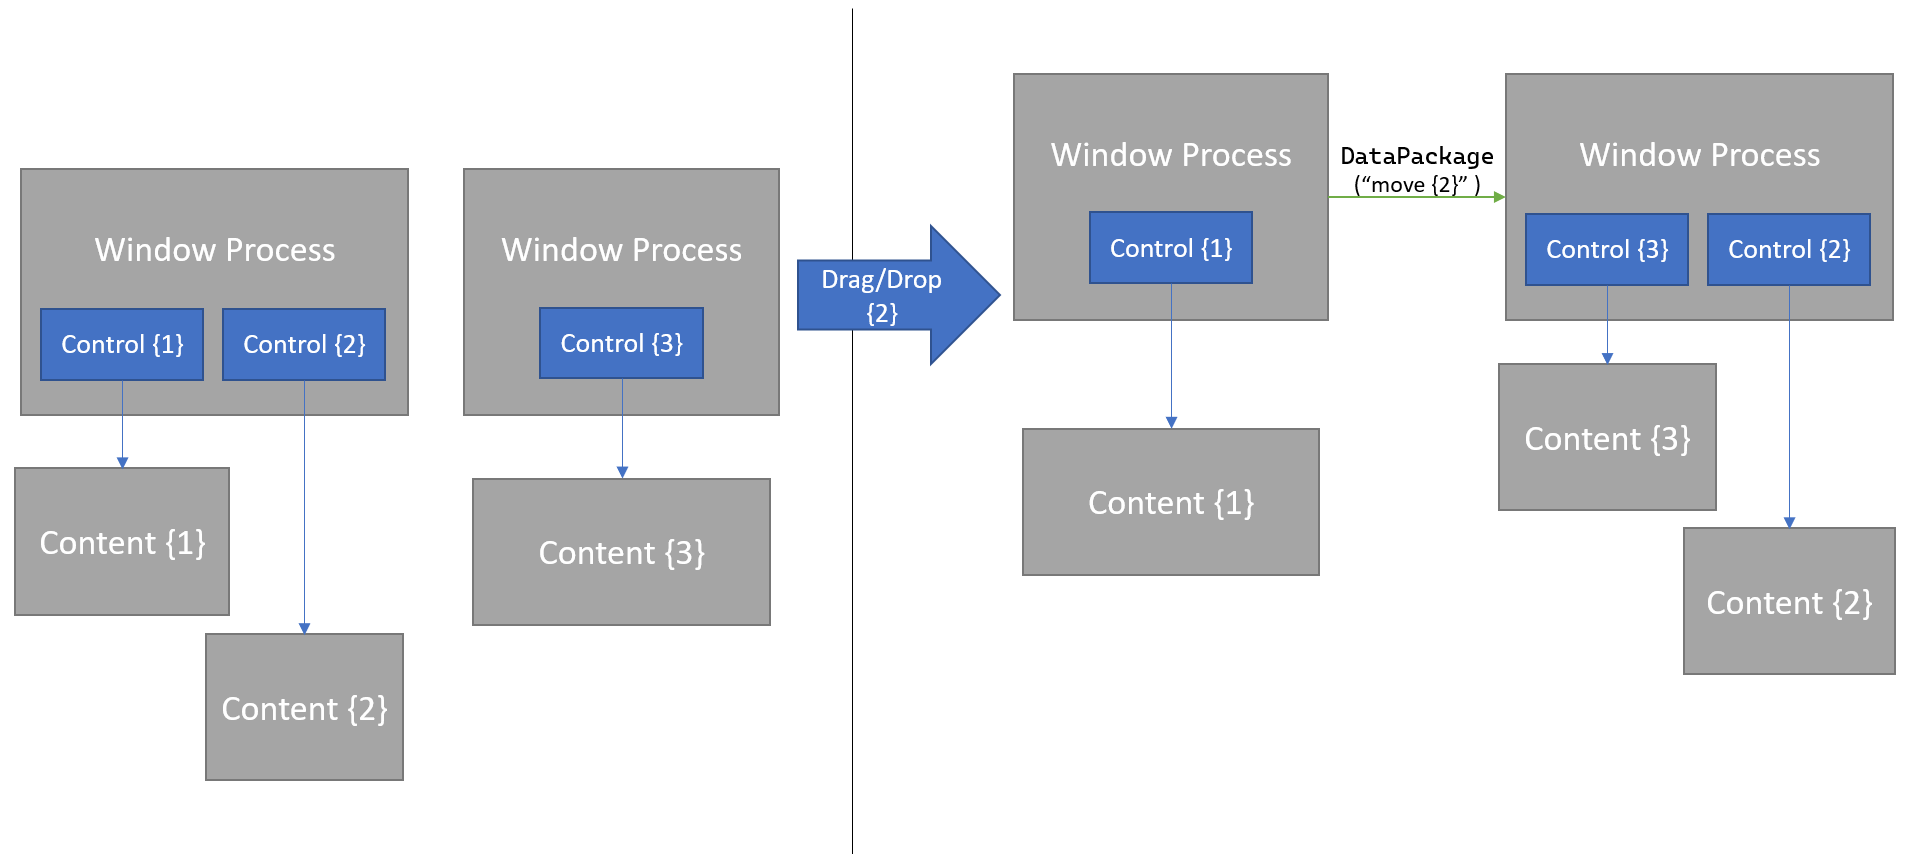 Window Process
Control {1}
Control {2}
Content {1}
Content {2}
Window Process
Control {3}
Content {3}
Drag/Drop
{2}
Window Process
Control {1}
Content {1}
DataPackage
(“move {2}” )
Window Process
Control {3}
Control {2}
Content {3}
Content {2}